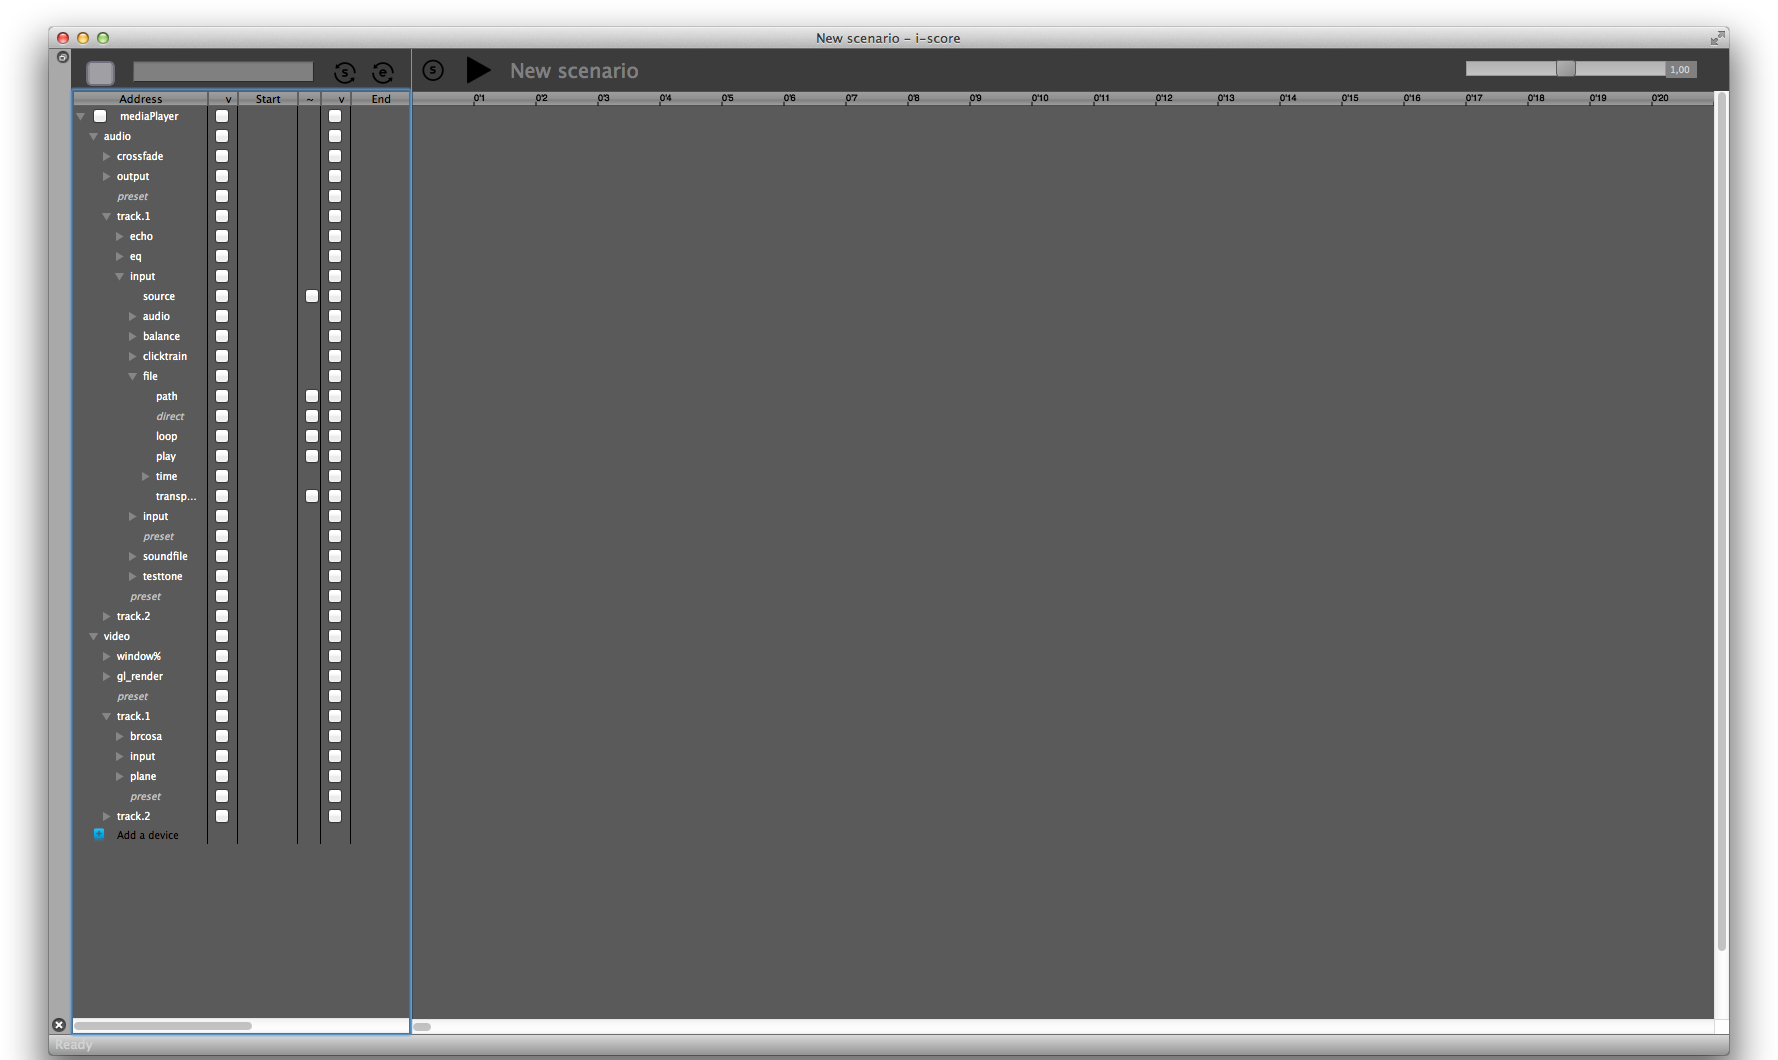 New scenario – i-score
S e S New scenario 1,00
Address v Start ~ v End 0'1 0'2 0'3 0'4 0'5 0'6 0'7 0'8 0'9 0'10 0'11 0'12 0'13 0'14 0'15 0'16 0'17 0'18 0'19 0'20
mediaPlayer
audio
crossfade
output
preset
track.1
echo
eq
input
source
audio
balance
clicktrain
file
path
direct
loop
play
time
transp...
input
preset
soundfile
testtone
preset
track.2
video
window%
gl_render
preset
track.1
brcosa
input
plane
preset
track.2
Add a device
Ready